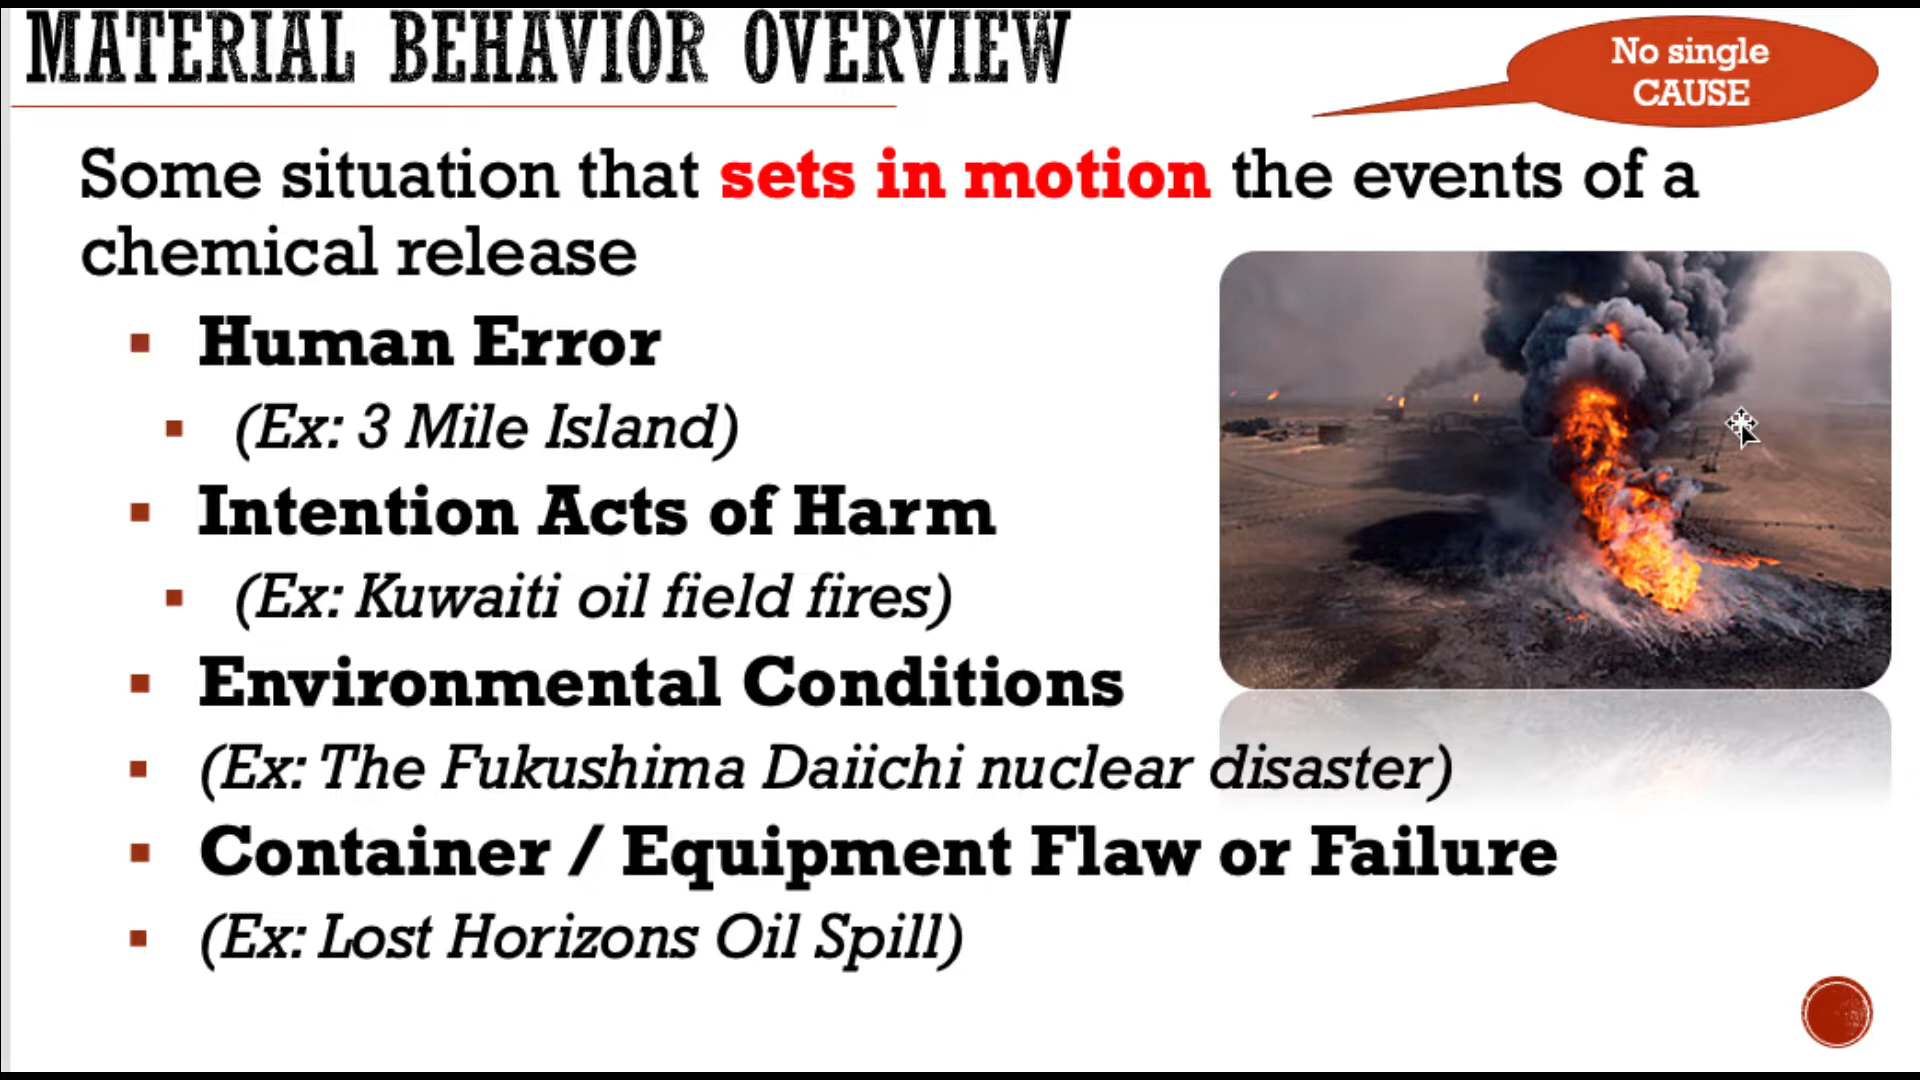 MATERIAL BEHAVIOR OVERVIEW
No single
CAUSE
Some situation that sets in motion the events of a
chemical release
Human Error
(Ex: 3 Mile Island)
Intention Acts of Harm
(Ex: Kuwaiti oil field fires)
Environmental Conditions
(Ex: The Fukushima Daiichi nuclear disaster)
Container / Equipment Flaw or Failure
(Ex: Lost Horizons Oil Spill)